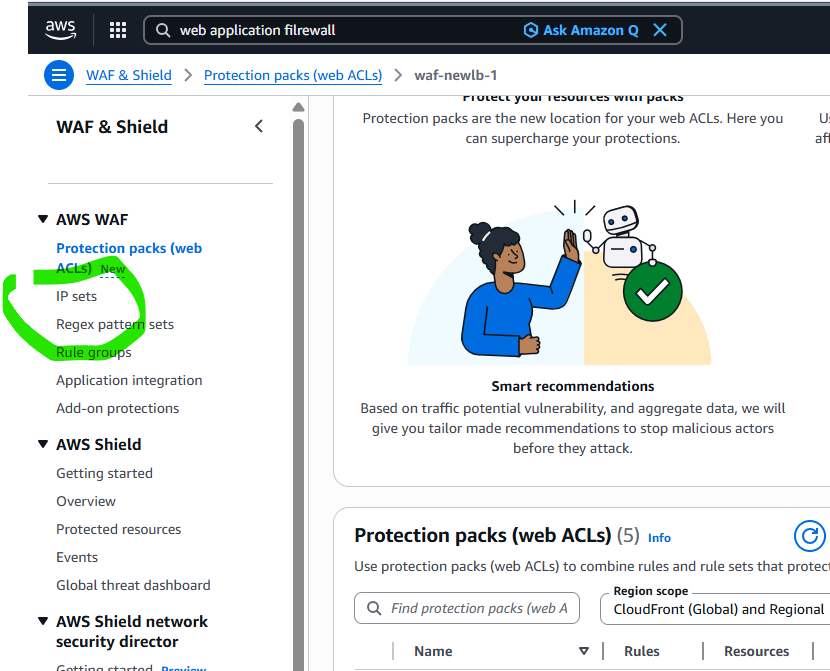 aws
web application filrewall
Ask Amazon Q
WAF & Shield
Protection packs (web ACLs)
waf-newlb-1
WAF & Shield
AWS WAF
Protection packs (web
ACLs) New
IP sets
Regex pattern sets
Rule groups
Application integration
Add-on protections
AWS Shield
Getting started
Overview
Protected resources
Events
Global threat dashboard
AWS Shield network
security director
Getting started Preview
Protect your resources with packs
Protection packs are the new location for your web ACLs. Here you
can supercharge your protections.
Smart recommendations
Based on traffic potential vulnerability, and aggregate data, we will
give you tailor made recommendations to stop malicious actors
before they attack.
Protection packs (web ACLs) (5) Info
Use protection packs (web ACLs) to combine rules and rule sets that protect
Find protection packs (web A
Region scope
CloudFront (Global) and Regional
Name
Rules
Resources